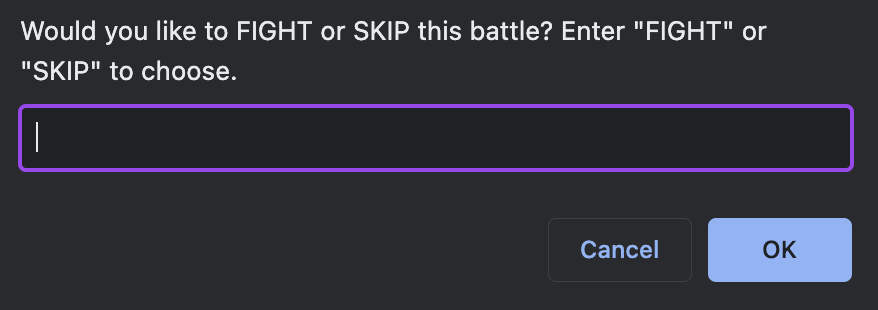 Would you like to FIGHT or SKIP this battle? Enter "FIGHT" or
"SKIP" to choose.
Cancel
OK